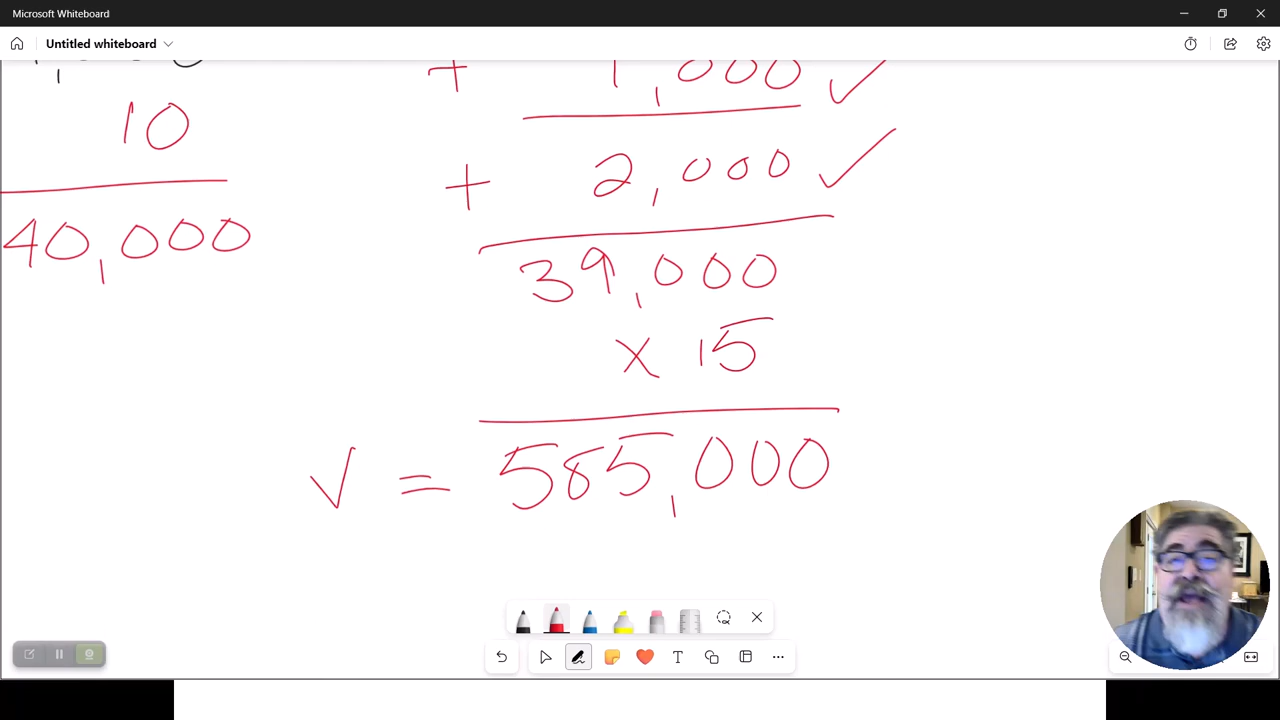 Microsoft Whiteboard
Untitled whiteboard
10
40,000
+ 1,000 ✓
+ 2,000 ✓
39,000
x 15
V = 585,000